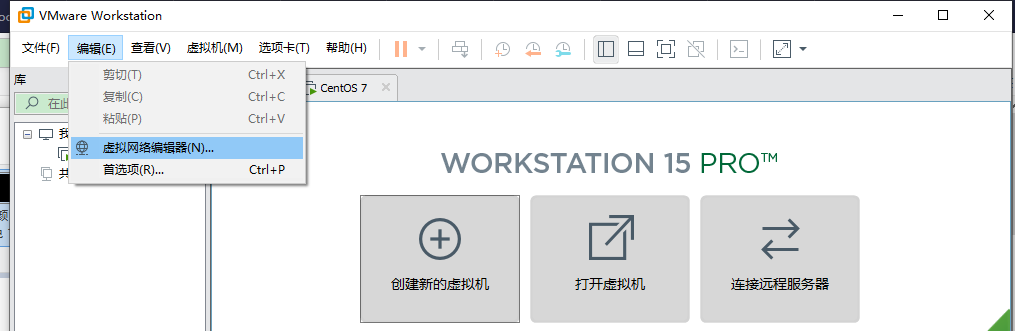 VMware Workstation
文件(F) 编辑(E) 查看(V) 虚拟机(M) 选项卡(T) 帮助(H)
库
在此
CentOS 7
剪切(T) Ctrl+X
复制(C) Ctrl+C
粘贴(P) Ctrl+V
虚拟网络编辑器(N)...
首选项(R)... Ctrl+P
我
共
WORKSTATION 15 PRO™
创建新的虚拟机
打开虚拟机
连接远程服务器